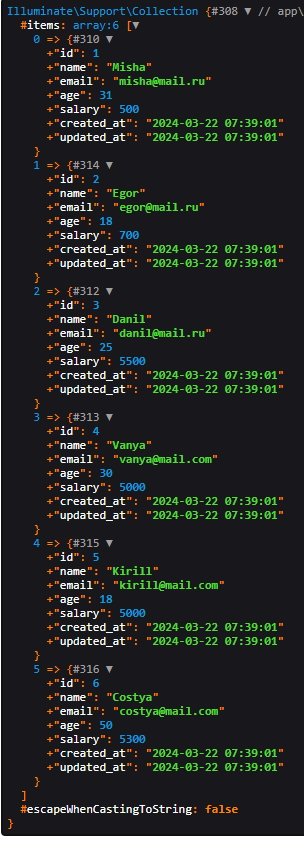 Illuminate\Support\Collection {#308 ▼ // app\
#items: array:6 [▼
0 => {#310 ▼
+"id": 1
+"name": "Misha"
+"email": "misha@mail.ru"
+"age": 31
+"salary": 500
+"created_at": "2024-03-22 07:39:01"
+"updated_at": "2024-03-22 07:39:01"
}
1 => {#314 ▼
+"id": 2
+"name": "Egor"
+"email": "egor@mail.ru"
+"age": 18
+"salary": 700
+"created_at": "2024-03-22 07:39:01"
+"updated_at": "2024-03-22 07:39:01"
}
2 => {#312 ▼
+"id": 3
+"name": "Danil"
+"email": "danil@mail.ru"
+"age": 25
+"salary": 5500
+"created_at": "2024-03-22 07:39:01"
+"updated_at": "2024-03-22 07:39:01"
}
3 => {#313 ▼
+"id": 4
+"name": "Vanya"
+"email": "vanya@mail.com"
+"age": 30
+"salary": 5000
+"created_at": "2024-03-22 07:39:01"
+"updated_at": "2024-03-22 07:39:01"
}
4 => {#315 ▼
+"id": 5
+"name": "Kirill"
+"email": "kirill@mail.com"
+"age": 18
+"salary": 5000
+"created_at": "2024-03-22 07:39:01"
+"updated_at": "2024-03-22 07:39:01"
}
5 => {#316 ▼
+"id": 6
+"name": "Costya"
+"email": "costya@mail.com"
+"age": 50
+"salary": 5300
+"created_at": "2024-03-22 07:39:01"
+"updated_at": "2024-03-22 07:39:01"
}
]
#escapeWhenCastingToString: false
}